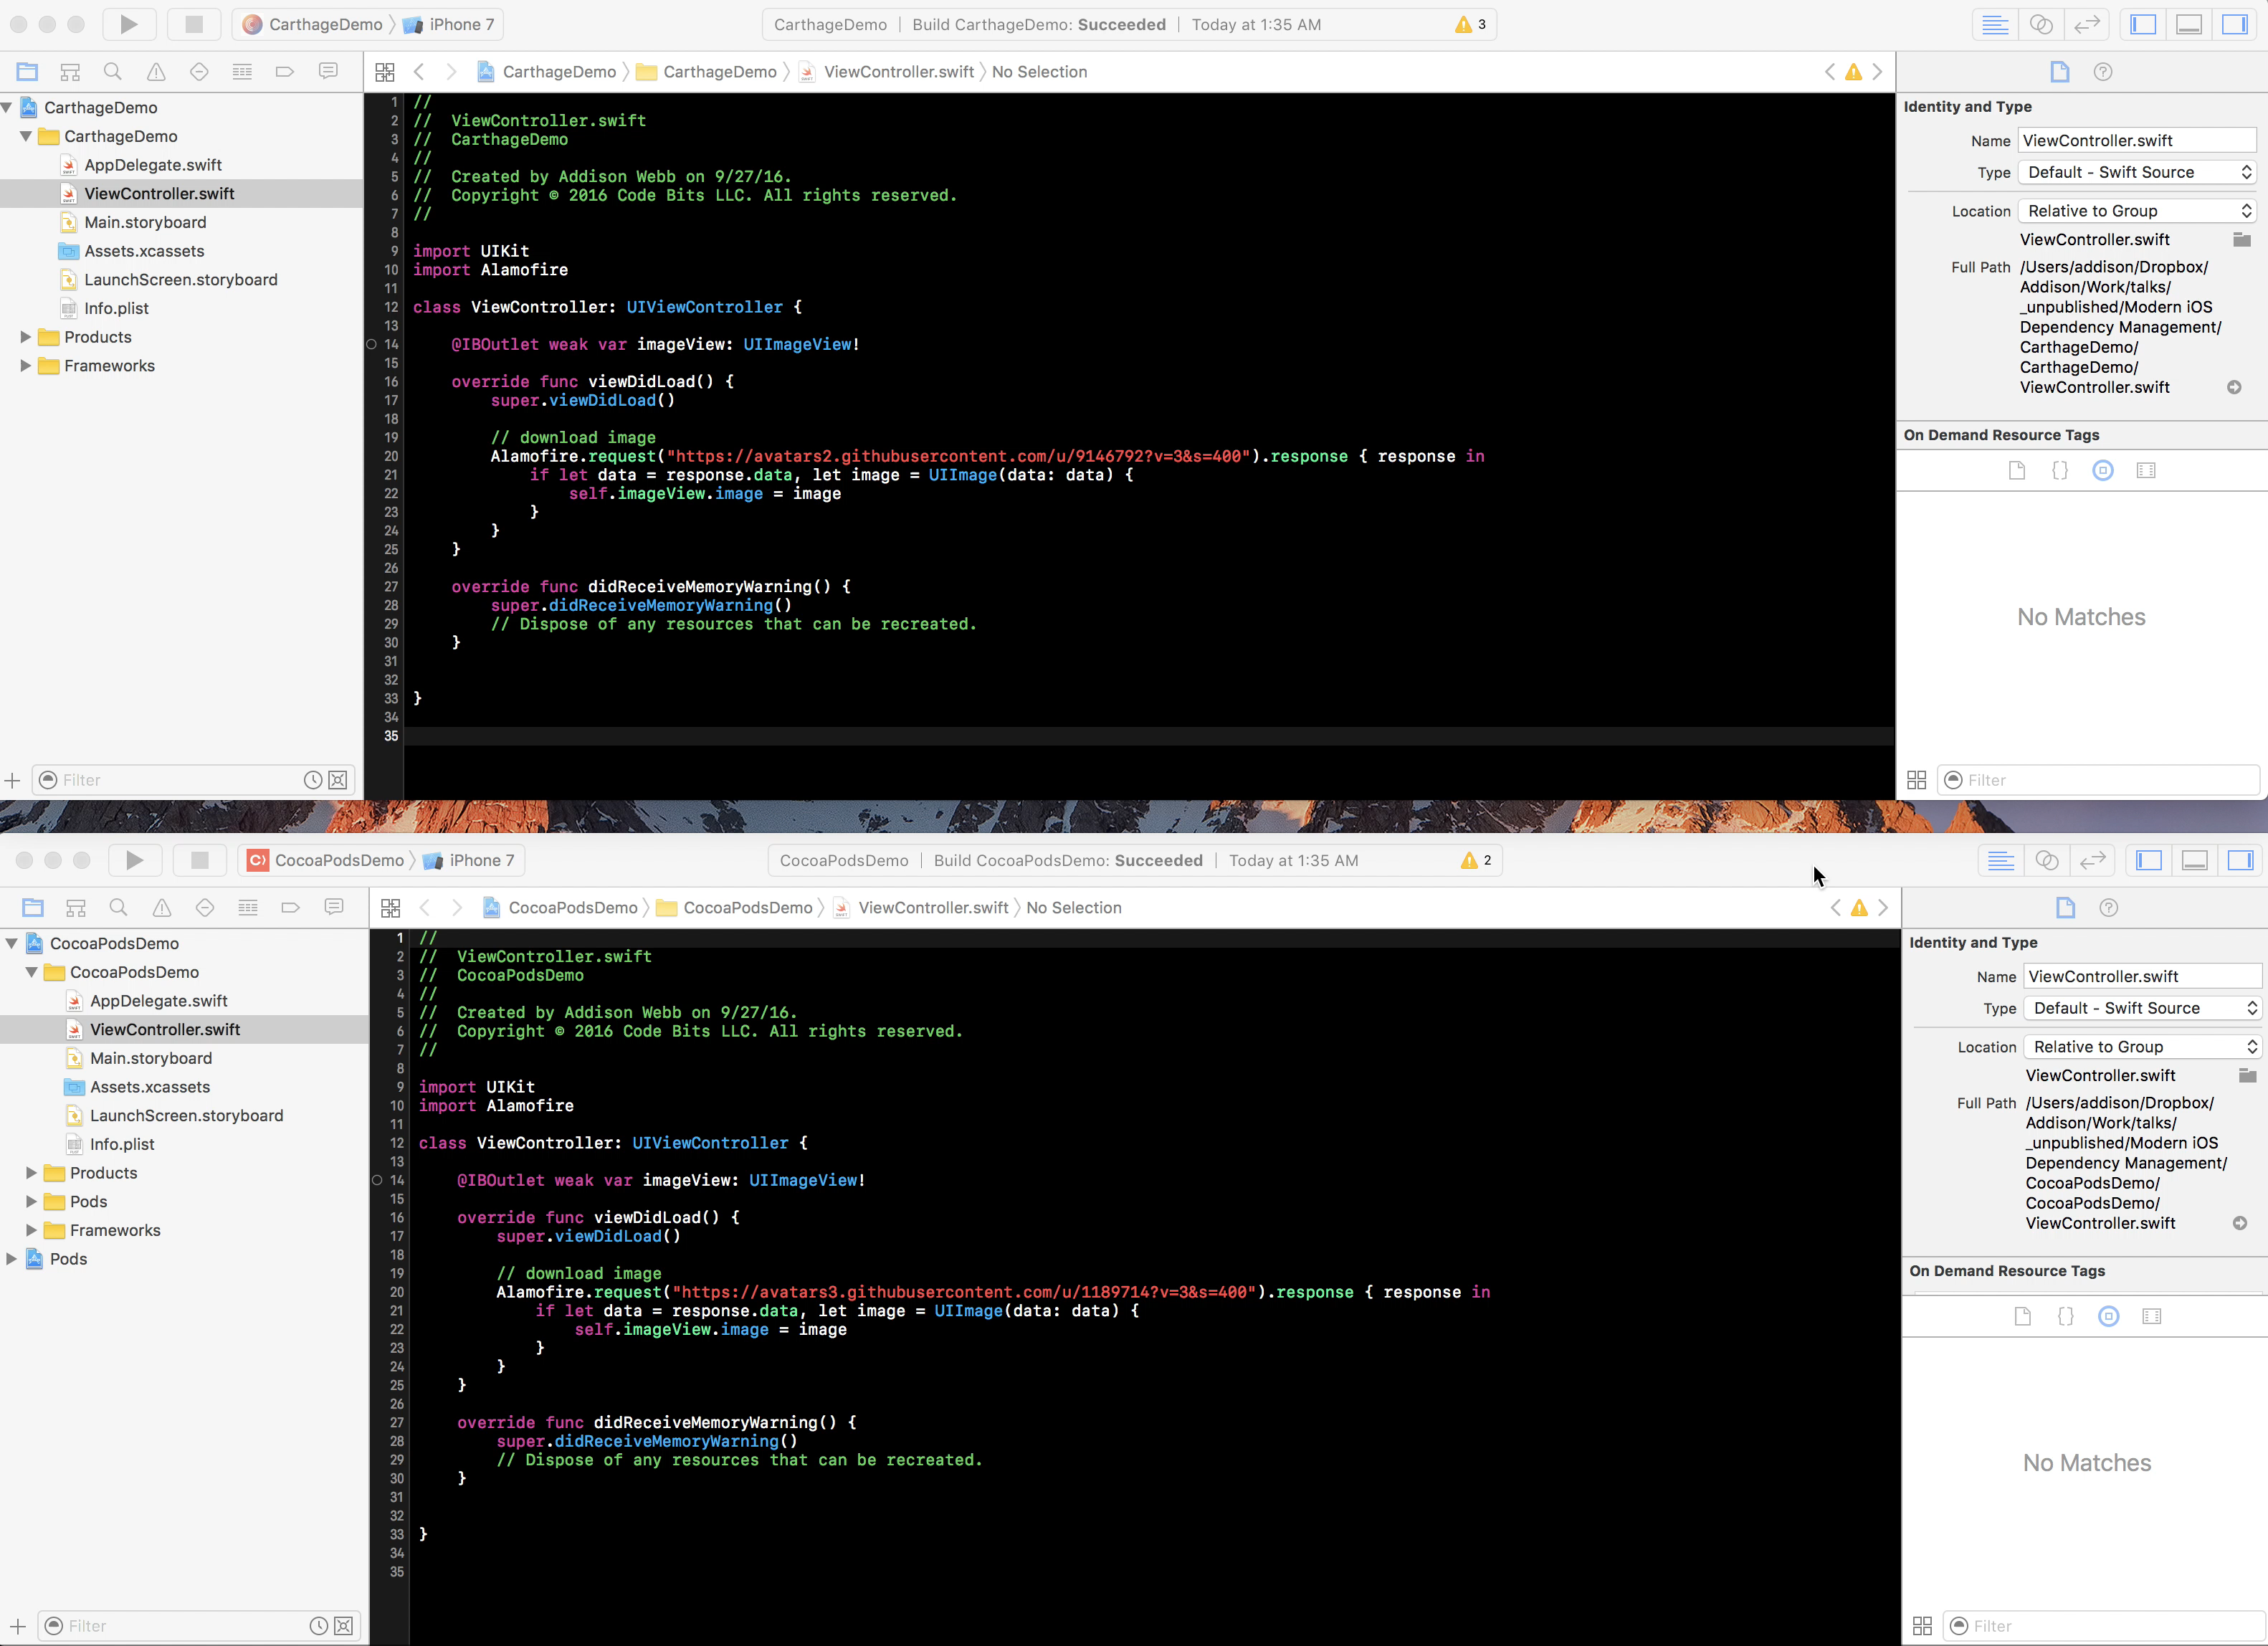 CarthageDemo 〉 iPhone 7
CarthageDemo | Build CarthageDemo: Succeeded | Today at 1:35 AM
3
CarthageDemo 〉 CarthageDemo 〉 ViewController.swift 〉 No Selection
CarthageDemo
CarthageDemo
AppDelegate.swift
ViewController.swift
Main.storyboard
Assets.xcassets
LaunchScreen.storyboard
Info.plist
Products
Frameworks
Filter
1 //
2 //  ViewController.swift
3 //  CarthageDemo
4 //
5 //  Created by Addison Webb on 9/27/16.
6 //  Copyright © 2016 Code Bits LLC. All rights reserved.
7 //
8
9 import UIKit
10 import Alamofire
11
12 class ViewController: UIViewController {
13
14     @IBOutlet weak var imageView: UIImageView!
15
16     override func viewDidLoad() {
17         super.viewDidLoad()
18
19         // download image
20         Alamofire.request("https://avatars2.githubusercontent.com/u/9146792?v=3&s=400").response { response in
21             if let data = response.data, let image = UIImage(data: data) {
22                 self.imageView.image = image
23             }
24         }
25     }
26
27     override func didReceiveMemoryWarning() {
28         super.didReceiveMemoryWarning()
29         // Dispose of any resources that can be recreated.
30     }
31
32
33 }
34
35
Identity and Type
Name ViewController.swift
Type Default - Swift Source
Location Relative to Group
ViewController.swift
Full Path /Users/addison/Dropbox/
Addison/Work/talks/
_unpublished/Modern iOS
Dependency Management/
CarthageDemo/
CarthageDemo/
ViewController.swift
On Demand Resource Tags
{}
No Matches
Filter
CocoaPodsDemo 〉 iPhone 7
CocoaPodsDemo | Build CocoaPodsDemo: Succeeded | Today at 1:35 AM
2
CocoaPodsDemo 〉 CocoaPodsDemo 〉 ViewController.swift 〉 No Selection
CocoaPodsDemo
CocoaPodsDemo
AppDelegate.swift
ViewController.swift
Main.storyboard
Assets.xcassets
LaunchScreen.storyboard
Info.plist
Products
Pods
Frameworks
Pods
Filter
1 //
2 //  ViewController.swift
3 //  CocoaPodsDemo
4 //
5 //  Created by Addison Webb on 9/27/16.
6 //  Copyright © 2016 Code Bits LLC. All rights reserved.
7 //
8
9 import UIKit
10 import Alamofire
11
12 class ViewController: UIViewController {
13
14     @IBOutlet weak var imageView: UIImageView!
15
16     override func viewDidLoad() {
17         super.viewDidLoad()
18
19         // download image
20         Alamofire.request("https://avatars3.githubusercontent.com/u/1189714?v=3&s=400").response { response in
21             if let data = response.data, let image = UIImage(data: data) {
22                 self.imageView.image = image
23             }
24         }
25     }
26
27     override func didReceiveMemoryWarning() {
28         super.didReceiveMemoryWarning()
29         // Dispose of any resources that can be recreated.
30     }
31
32
33 }
34
35
Identity and Type
Name ViewController.swift
Type Default - Swift Source
Location Relative to Group
ViewController.swift
Full Path /Users/addison/Dropbox/
Addison/Work/talks/
_unpublished/Modern iOS
Dependency Management/
CocoaPodsDemo/
CocoaPodsDemo/
ViewController.swift
On Demand Resource Tags
{}
No Matches
Filter